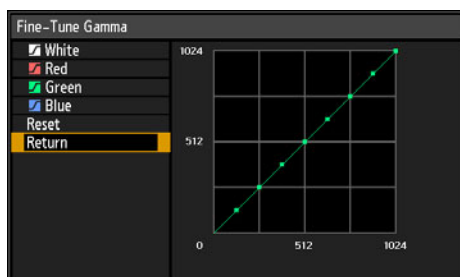 Fine-Tune Gamma
White
Red
Green
Blue
Reset
Return
1024
512
0
512
1024